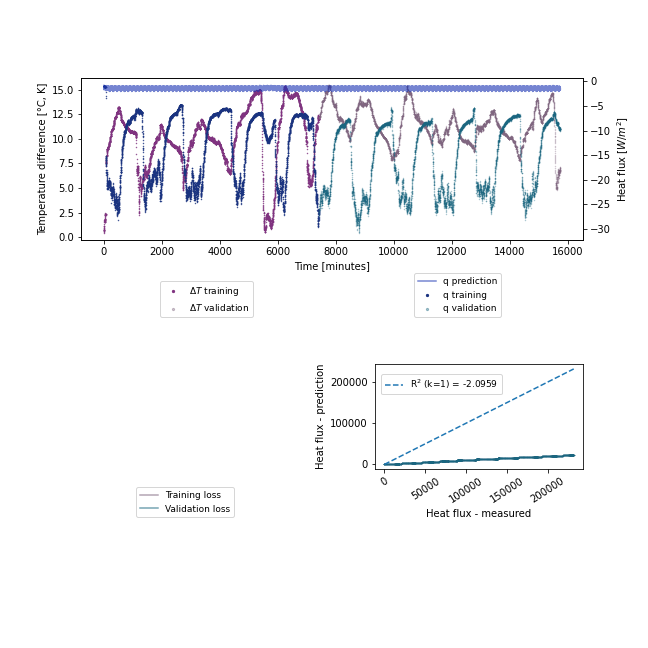 15.0
12.5
10.0
7.5
5.0
2.5
0.0
Temperature difference [°C, K]
0
−5
−10
−15
−20
−25
−30
Heat flux [W/m²]
0 2000 4000 6000 8000 10000 12000 14000 16000
Time [minutes]
ΔT training
ΔT validation
q prediction
q training
q validation
200000
100000
0
Heat flux - prediction
R² (k=1) = -2.0959
0 50000 100000 150000 200000
Heat flux - measured
Training loss
Validation loss